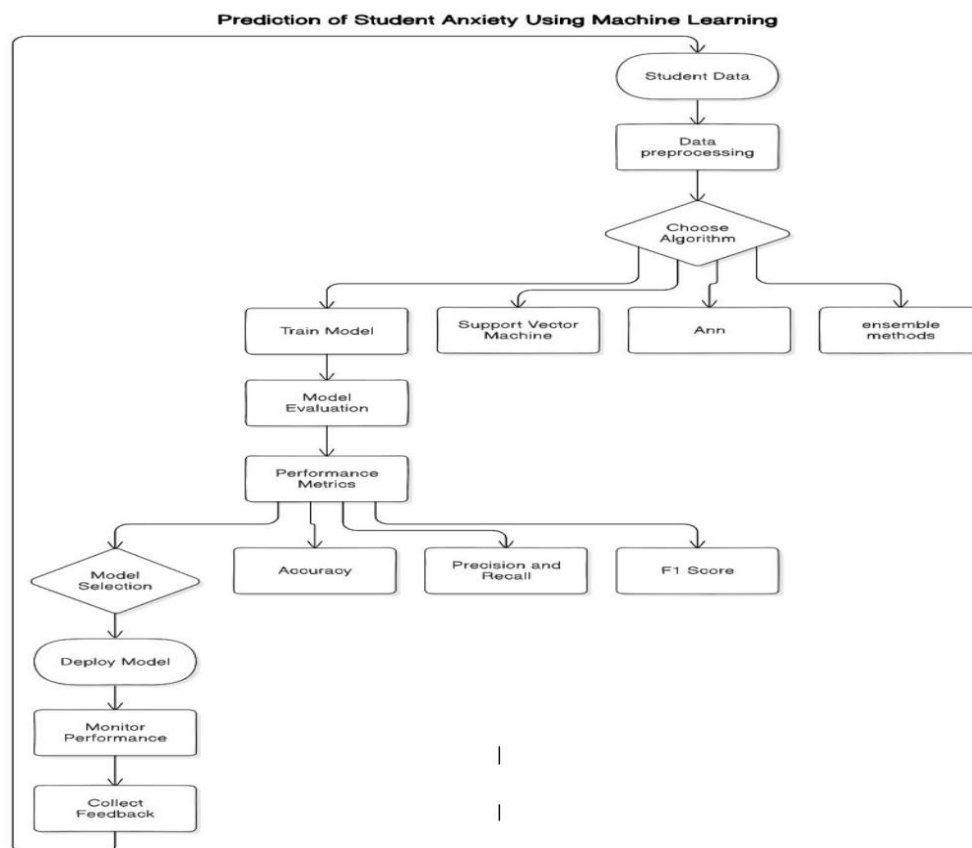 Prediction of Student Anxiety Using Machine Learning
Student Data
Data
preprocessing
Choose
Algorithm
Train Model
Support Vector
Machine
Ann
ensemble
methods
Model
Evaluation
Performance
Metrics
Model
Selection
Accuracy
Precision and
Recall
F1 Score
Deploy Model
Monitor
Performance
Collect
Feedback